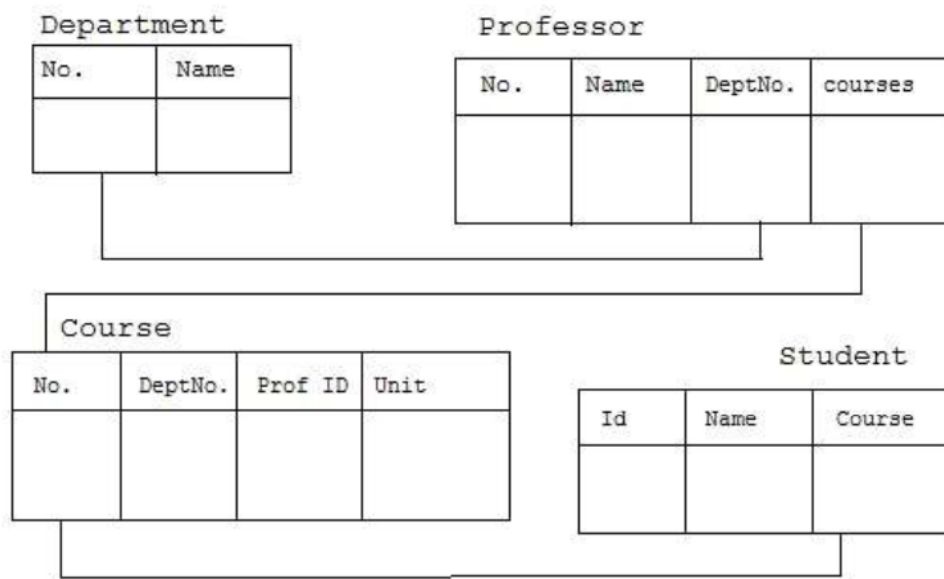 Department
No. Name
Professor
No. Name DeptNo. courses
Course
No. DeptNo. Prof ID Unit
Student
Id Name Course